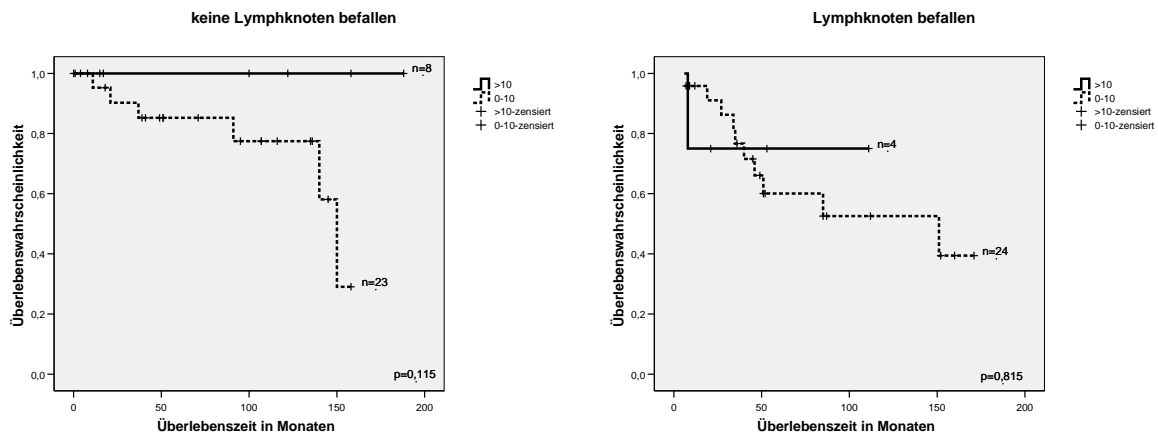 keine Lymphknoten befallen
Überlebenswahrscheinlichkeit
1,0
0,8
0,6
0,4
0,2
0,0
n=8
n=23
p=0,115
0
50
100
150
200
Überlebenszeit in Monaten
>10
0-10
>10-zensiert
0-10-zensiert
Lymphknoten befallen
Überlebenswahrscheinlichkeit
1,0
0,8
0,6
0,4
0,2
0,0
n=4
n=24
p=0,815
0
50
100
150
200
Überlebenszeit in Monaten
>10
0-10
>10-zensiert
0-10-zensiert